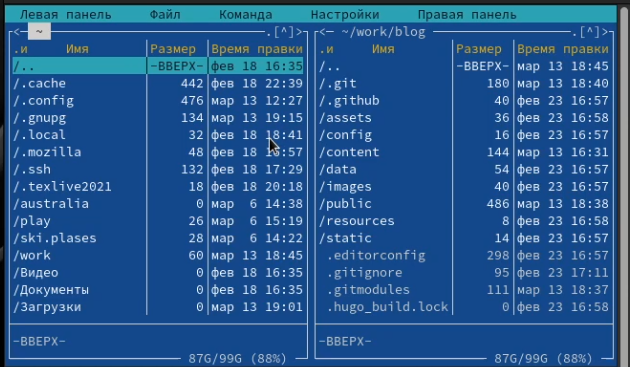 Левая панель Файл Команда Настройки Правая панель
<─ ~ .[^]> <─ ~/work/blog .[^]>
.и Имя Размер Время правки .и Имя Размер Время правки
/.. -ВВЕРХ- фев 18 16:35 /.. -ВВЕРХ- мар 13 18:45
/.cache 442 фев 18 22:39 /.git 180 мар 13 18:40
/.config 476 мар 13 12:27 /.github 40 фев 23 16:57
/.gnupg 134 мар 13 19:15 /assets 36 фев 23 16:58
/.local 32 фев 18 18:41 /config 16 фев 23 16:57
/.mozilla 48 фев 18 :57 /content 144 мар 13 16:31
/.ssh 132 фев 18 17:29 /data 54 фев 23 16:57
/.texlive2021 18 фев 18 20:18 /images 40 фев 23 16:57
/australia 0 мар 6 14:38 /public 486 мар 13 18:38
/play 26 мар 6 15:19 /resources 8 фев 23 16:58
/ski.plases 28 мар 6 14:22 /static 14 фев 23 16:57
/work 60 мар 13 18:45 .editorconfig 298 фев 23 16:57
/Видео 0 фев 18 16:35 .gitignore 95 фев 23 17:11
/Документы 0 фев 18 16:35 .gitmodules 111 мар 13 18:37
/Загрузки 0 мар 13 19:01 .hugo_build.lock 0 фев 23 16:58
-ВВЕРХ- -ВВЕРХ-
87G/99G (88%) 87G/99G (88%)